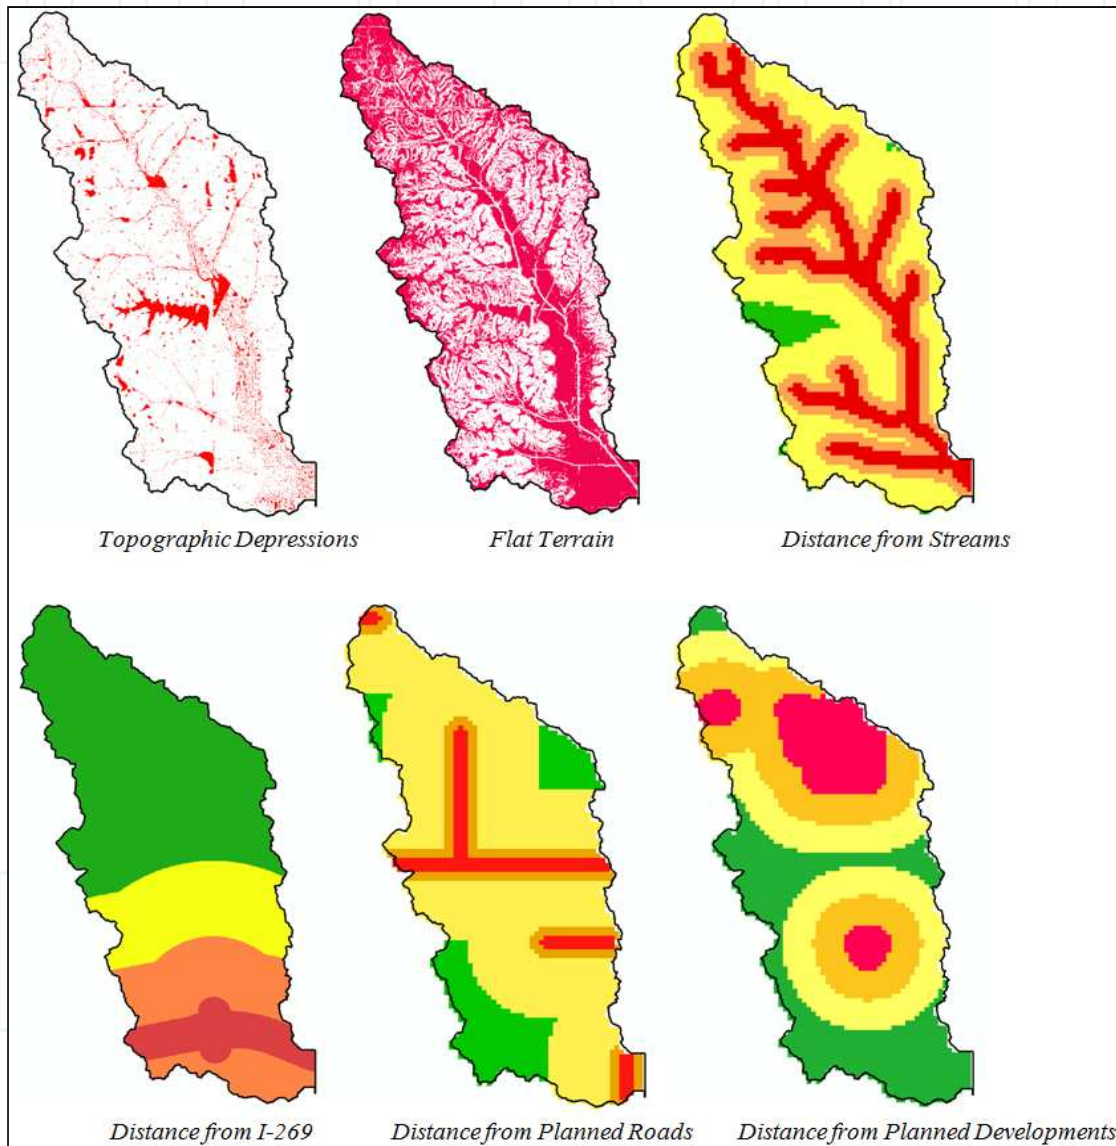 Topographic Depressions
Flat Terrain
Distance from Streams
Distance from I-269
Distance from Planned Roads
Distance from Planned Developments